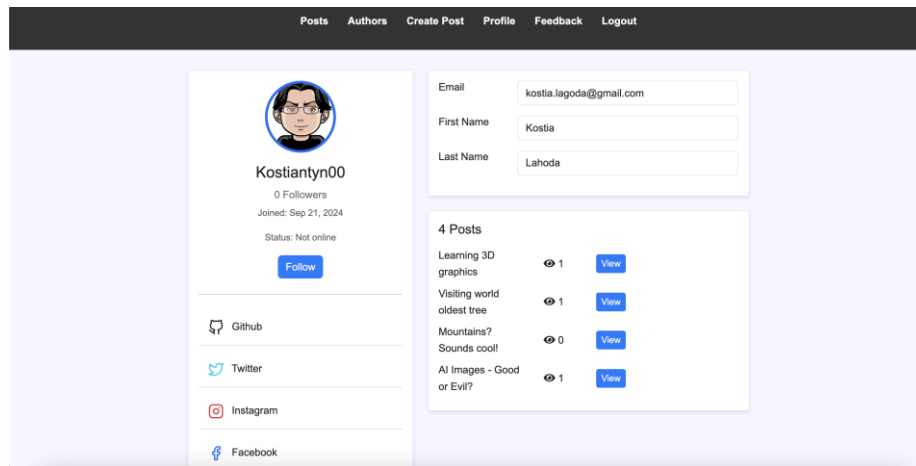 Posts Authors Create Post Profile Feedback Logout
Kostiantyn00
0 Followers
Joined: Sep 21, 2024
Status: Not online
Follow
Github
Twitter
Instagram
Facebook
Email kostia.lagoda@gmail.com
First Name Kostia
Last Name Lahoda
4 Posts
Learning 3D
graphics
1 View
Visiting world
oldest tree
1 View
Mountains?
Sounds cool!
0 View
AI Images - Good
or Evil?
1 View